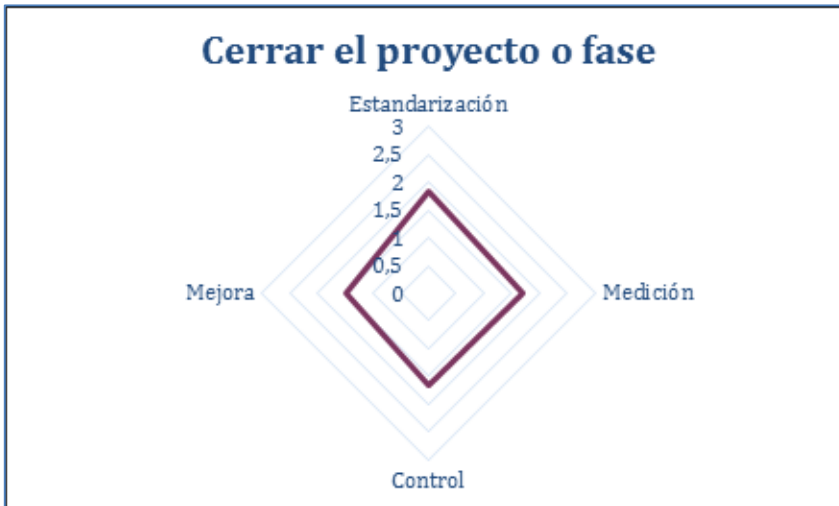 Cerrar el proyecto o fase
Estandarización
3
2,5
2
1,5
1
0,5
0
Mejora
Medición
Control